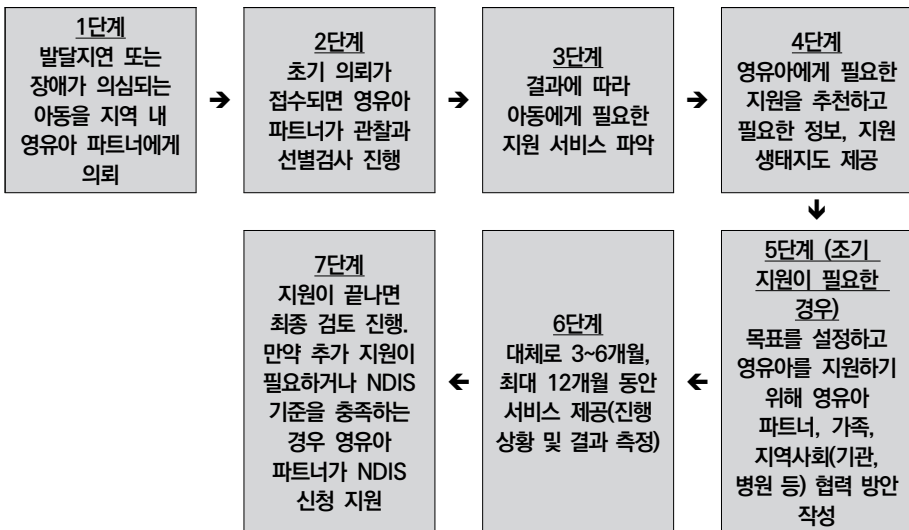 1단계
발달지연 또는
장애가 의심되는
아동을 지역 내
영유아 파트너에게
의뢰
➔
2단계
초기 의뢰가
접수되면 영유아
파트너가 관찰과
선별검사 진행
➔
3단계
결과에 따라
아동에게 필요한
지원 서비스 파악
➔
4단계
영유아에게 필요한
지원을 추천하고
필요한 정보, 지원
생태지도 제공
5단계 (조기
지원이 필요한
경우)
목표를 설정하고
영유아를 지원하기
위해 영유아
파트너, 가족,
지역사회(기관,
병원 등) 협력 방안
작성
6단계
대체로 3~6개월,
최대 12개월 동안
서비스 제공(진행
상황 및 결과 측정)
7단계
지원이 끝나면
최종 검토 진행.
만약 추가 지원이
필요하거나 NDIS
기준을 충족하는
경우 영유아
파트너가 NDIS
신청 지원